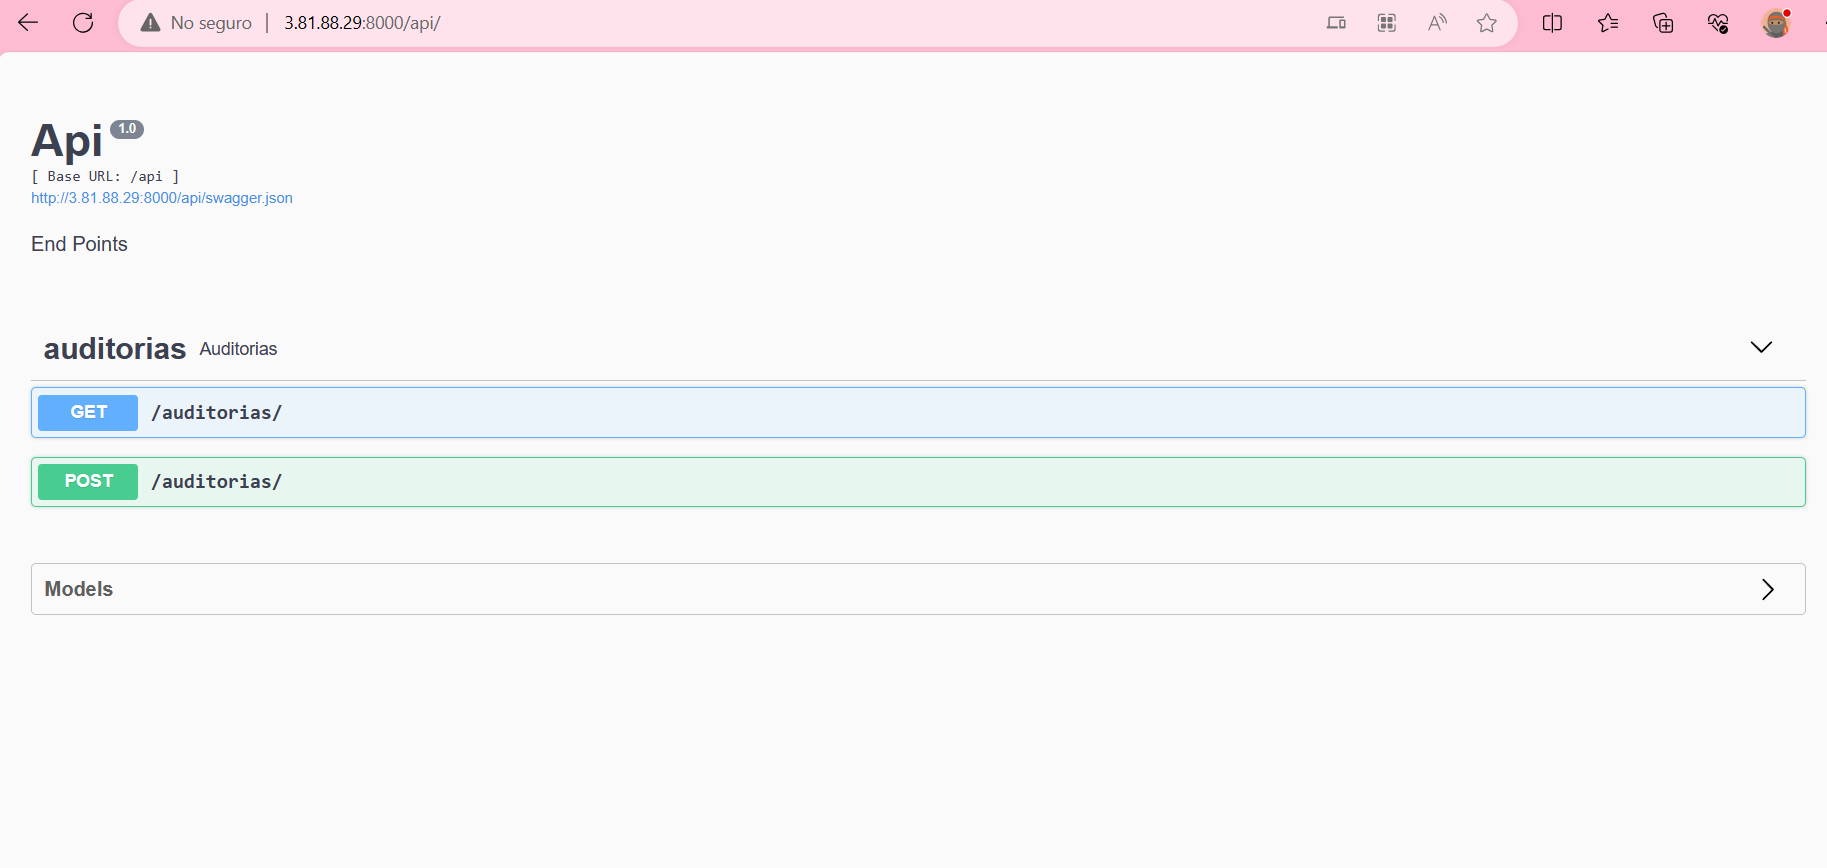 No seguro | 3.81.88.29:8000/api/
Api 1.0
[ Base URL: /api ]
http://3.81.88.29:8000/api/swagger.json
End Points
auditorias Auditorias
GET /auditorias/
POST /auditorias/
Models